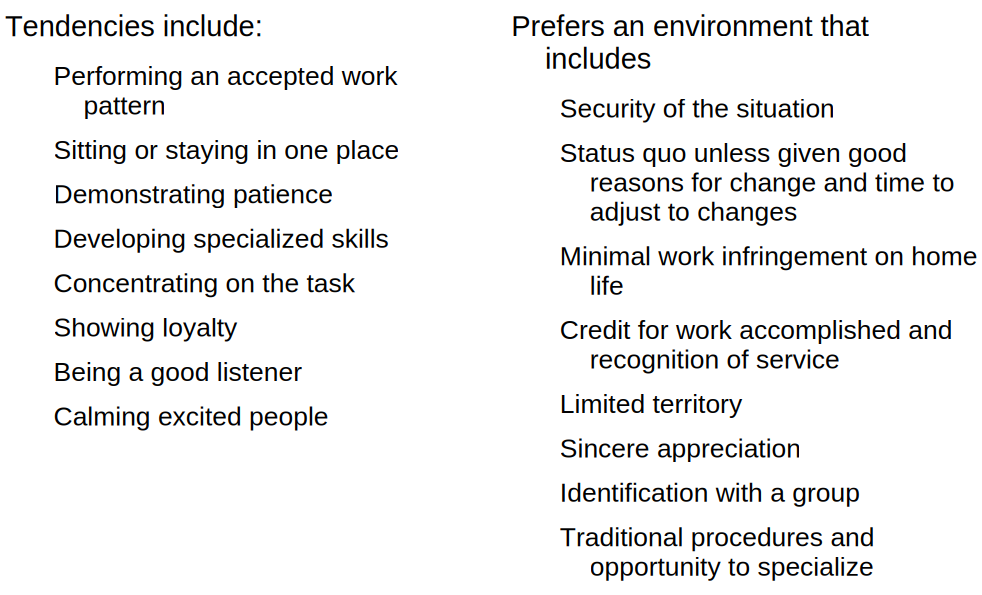 Tendencies include:
Performing an accepted work
pattern
Sitting or staying in one place
Demonstrating patience
Developing specialized skills
Concentrating on the task
Showing loyalty
Being a good listener
Calming excited people
Prefers an environment that
includes
Security of the situation
Status quo unless given good
reasons for change and time to
adjust to changes
Minimal work infringement on home
life
Credit for work accomplished and
recognition of service
Limited territory
Sincere appreciation
Identification with a group
Traditional procedures and
opportunity to specialize